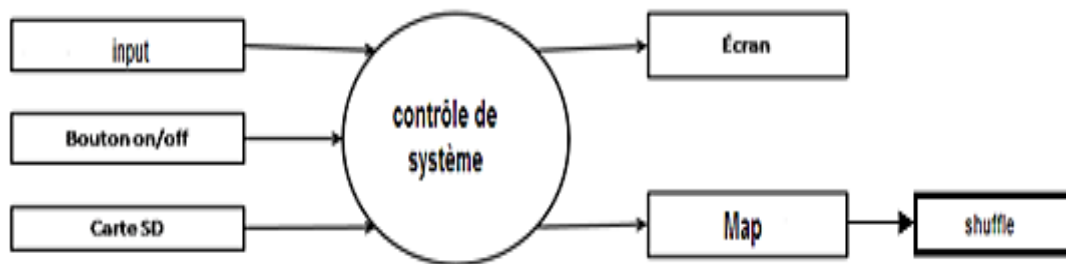 input
Bouton on/off
Carte SD
contrôle de
système
Écran
Map
shuffle